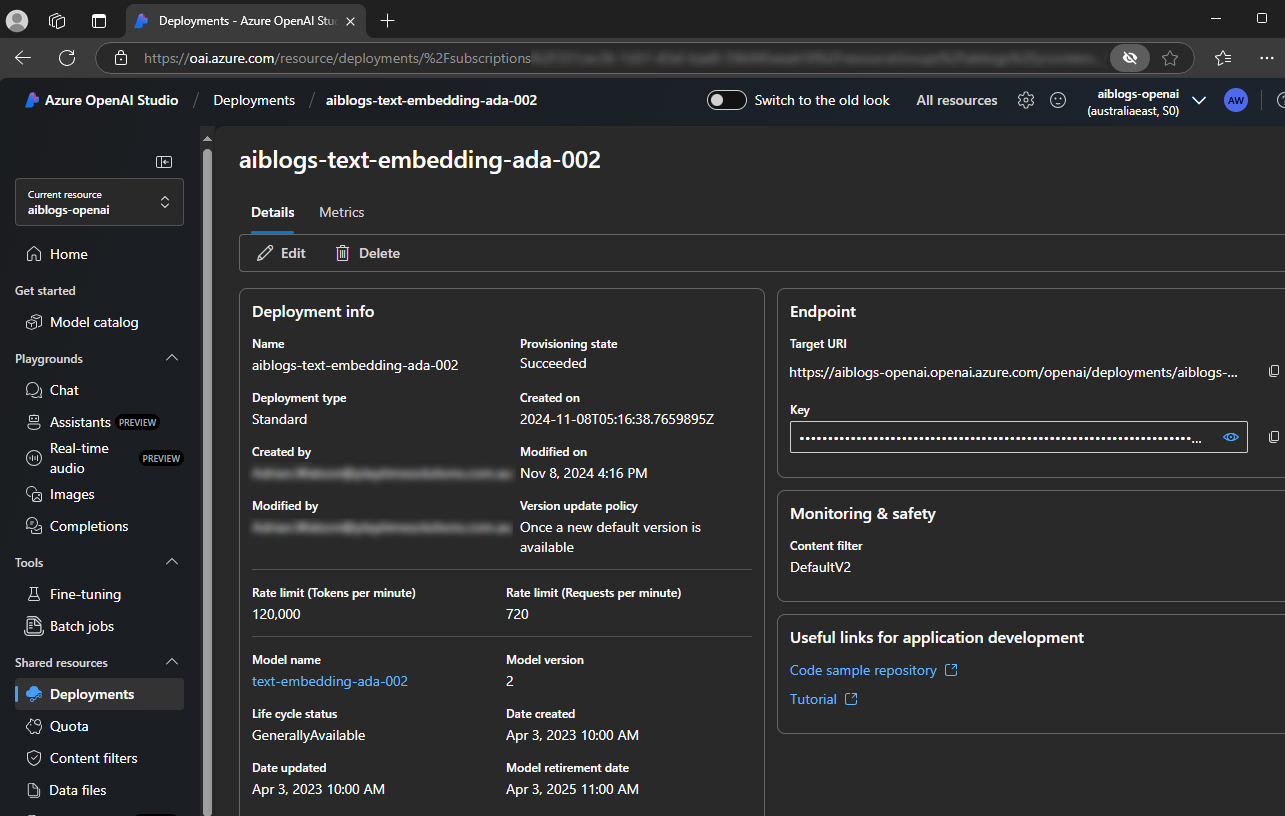 Deployments - Azure OpenAI Stu
https://oai.azure.com/resource/deployments/%2Fsubscriptions
Azure OpenAI Studio / Deployments / aiblogs-text-embedding-ada-002
Switch to the old look
All resources
aiblogs-openai
(australiaeast, S0)
AW
Current resource
aiblogs-openai
Home
Get started
Model catalog
Playgrounds
Chat
Assistants PREVIEW
Real-time
audio
PREVIEW
Images
Completions
Tools
Fine-tuning
Batch jobs
Shared resources
Deployments
Quota
Content filters
Data files
aiblogs-text-embedding-ada-002
Details Metrics
Edit Delete
Deployment info
Name
aiblogs-text-embedding-ada-002
Provisioning state
Succeeded
Deployment type
Standard
Created on
2024-11-08T05:16:38.7659895Z
Created by
Modified on
Nov 8, 2024 4:16 PM
Modified by
Version update policy
Once a new default version is
available
Rate limit (Tokens per minute)
120,000
Rate limit (Requests per minute)
720
Model name
text-embedding-ada-002
Model version
2
Life cycle status
GenerallyAvailable
Date created
Apr 3, 2023 10:00 AM
Date updated
Apr 3, 2023 10:00 AM
Model retirement date
Apr 3, 2025 11:00 AM
Endpoint
Target URI
https://aiblogs-openai.openai.azure.com/openai/deployments/aiblogs-...
Key
Monitoring & safety
Content filter
DefaultV2
Useful links for application development
Code sample repository
Tutorial